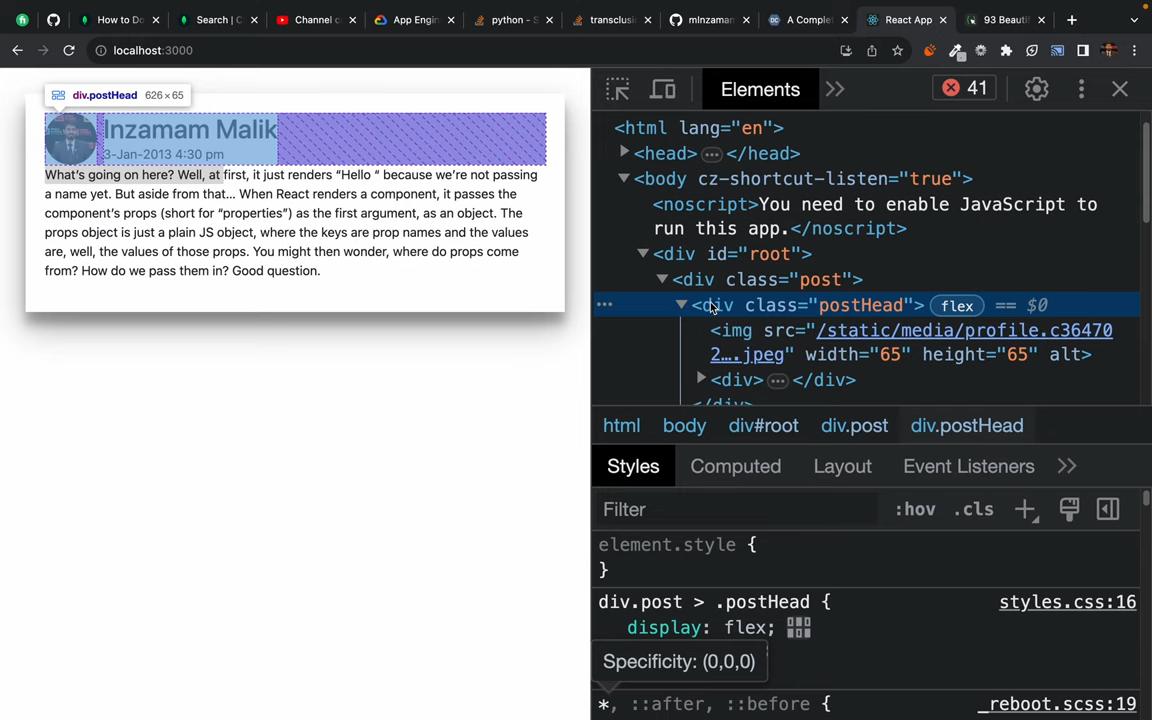 How to Do
Search | C
Channel c
App Engin
python - S
transclusio
mInzamam
A Complet
React App
93 Beautif
localhost:3000
div.postHead 626 × 65
Inzamam Malik
3-Jan-2013 4:30 pm
What’s going on here? Well, at first, it just renders “Hello “ because we’re not passing
a name yet. But aside from that... When React renders a component, it passes the
component’s props (short for “properties”) as the first argument, as an object. The
props object is just a plain JS object, where the keys are prop names and the values
are, well, the values of those props. You might then wonder, where do props come
from? How do we pass them in? Good question.
Elements
41
<html lang="en">
<head> ... </head>
<body cz-shortcut-listen="true">
<noscript>You need to enable JavaScript to
run this app.</noscript>
<div id="root">
<div class="post">
<div class="postHead"> flex == $0
<img src="/static/media/profile.c36470
2….jpeg" width="65" height="65" alt>
<div> ... </div>
</div>
html body div#root div.post div.postHead
Styles Computed Layout Event Listeners
Filter :hov .cls
element.style {
}
div.post > .postHead { styles.css:16
display: flex;
Specificity: (0,0,0)
*, ::after, ::before { _reboot.scss:19